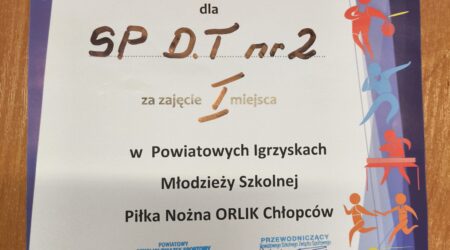 dla
SP D.T nr 2
za zajęcie I miejsca
w Powiatowych Igrzyskach
Młodzieży Szkolnej
Piłka Nożna ORLIK Chłopców
POWIATOWY
PRZEWODNICZĄCY